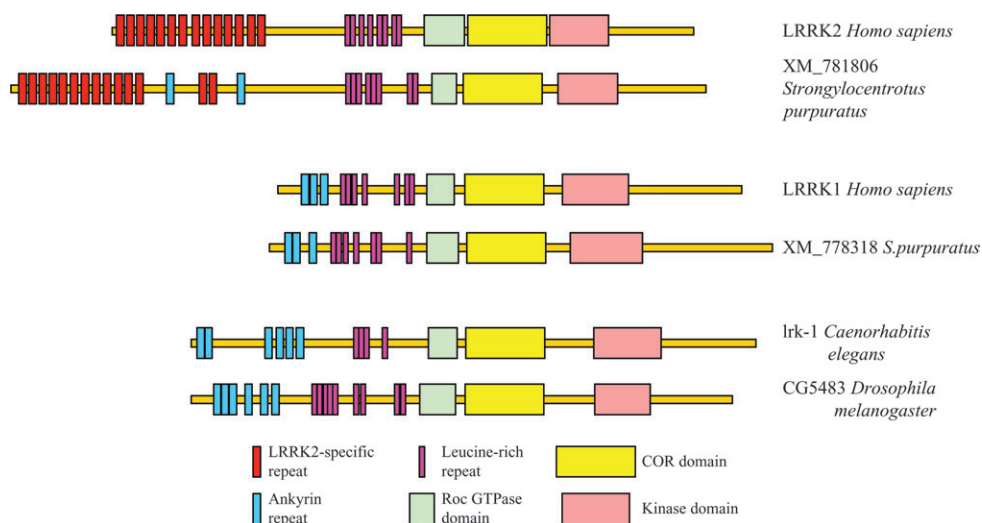 LRRK2 Homo sapiens
XM_781806
Strongylocentrotus
purpuratus
LRRK1 Homo sapiens
XM_778318 S.purpuratus
lrk-1 Caenorhabitis
elegans
CG5483 Drosophila
melanogaster
LRRK2-specific
repeat
Leucine-rich
repeat
COR domain
Ankyrin
repeat
Roc GTPase
domain
Kinase domain